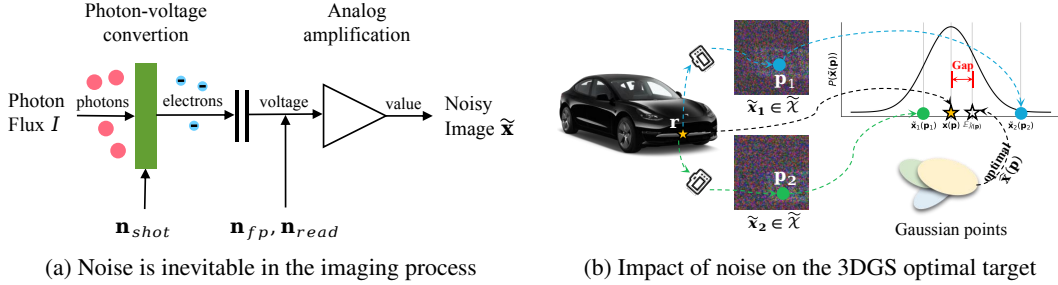 Photon-voltage
convertion
Analog
amplification
Photon
Flux I
photons
electrons
voltage
value
Noisy
Image x̃
n_shot
n_fp, n_read
(a) Noise is inevitable in the imaging process
r
p₁
x̃₁ ∈ X̃
p₂
x̃₂ ∈ X̃
P(x̃(p))
Gap
x̃₁(p₁)
x(p)
x̃₂(p₂)
optimal
x̃(p)
Gaussian points
(b) Impact of noise on the 3DGS optimal target